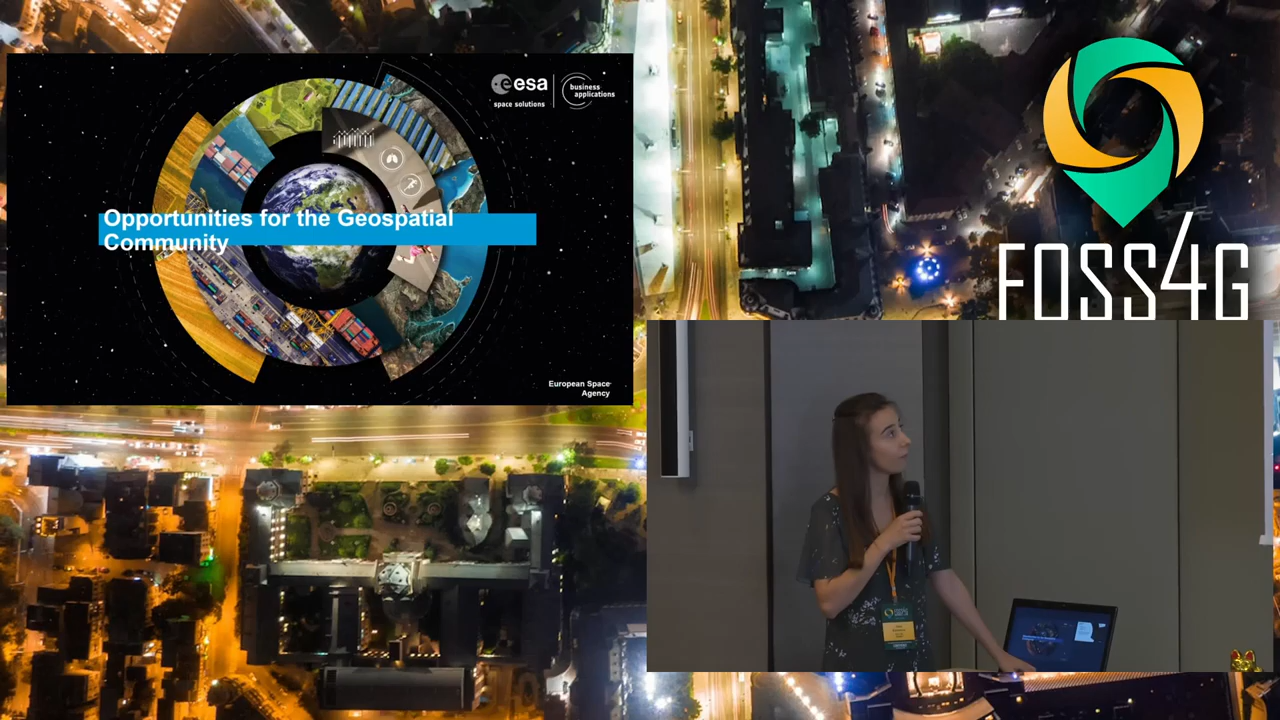 esa
space solutions
business
applications
Opportunities for the Geospatial
Community
European Space
Agency
FOSS4G